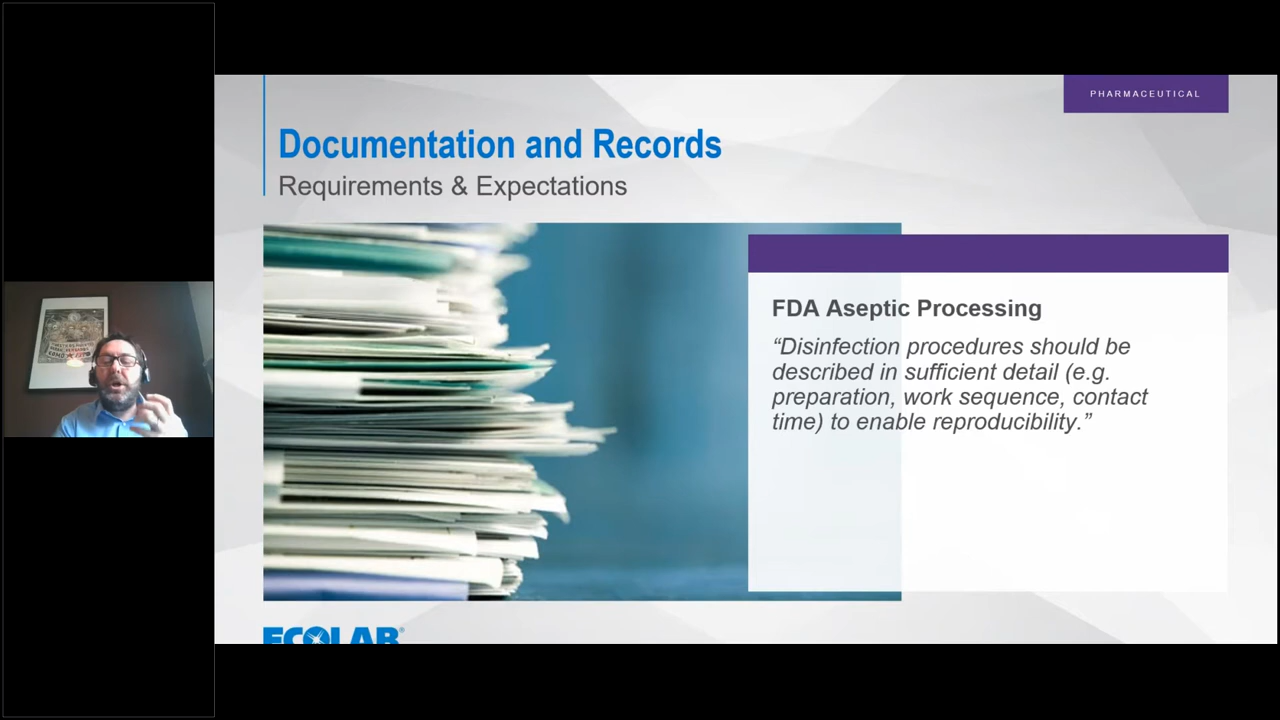 PHARMACEUTICAL
Documentation and Records
Requirements & Expectations
FDA Aseptic Processing
“Disinfection procedures should be
described in sufficient detail (e.g.
preparation, work sequence, contact
time) to enable reproducibility.”
ECOLAB®